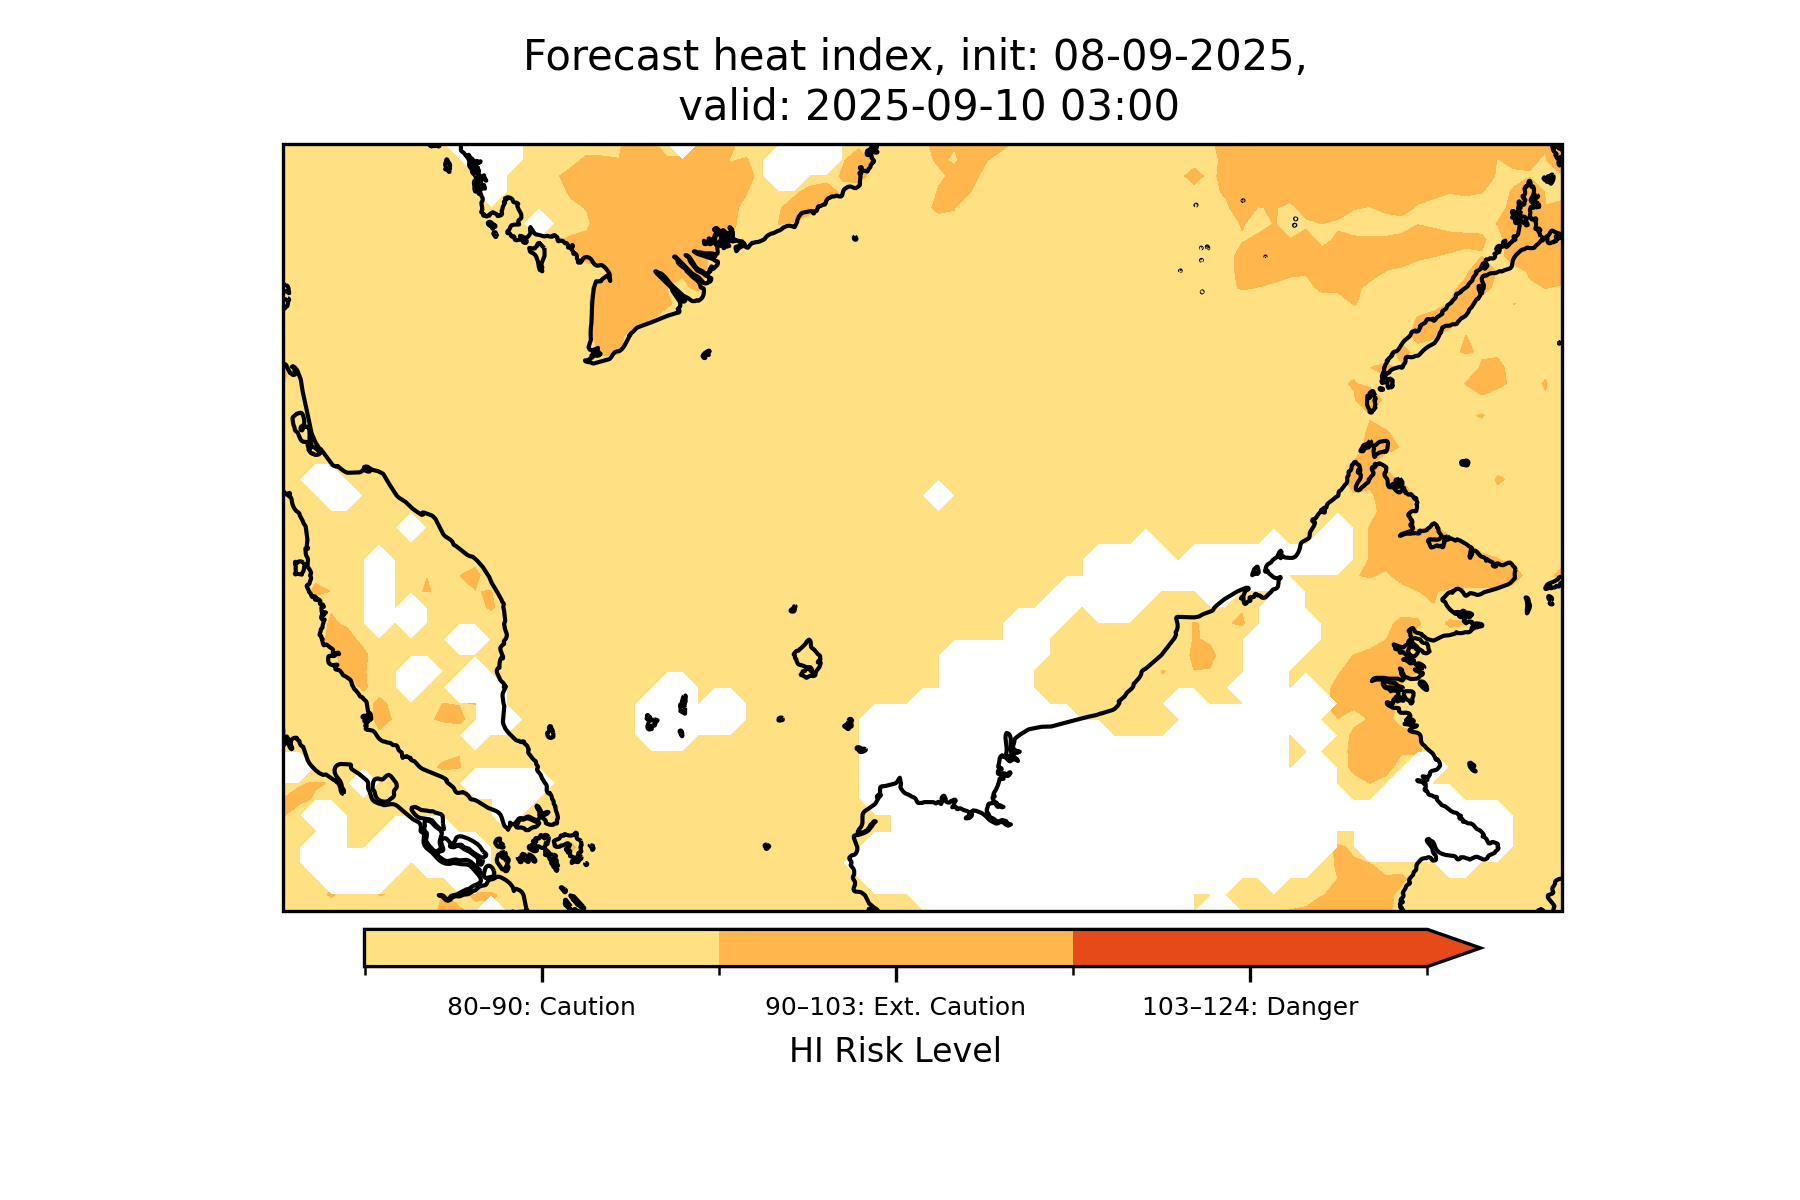 Forecast heat index, init: 08-09-2025,
valid: 2025-09-10 03:00
80–90: Caution
90–103: Ext. Caution
103–124: Danger
HI Risk Level